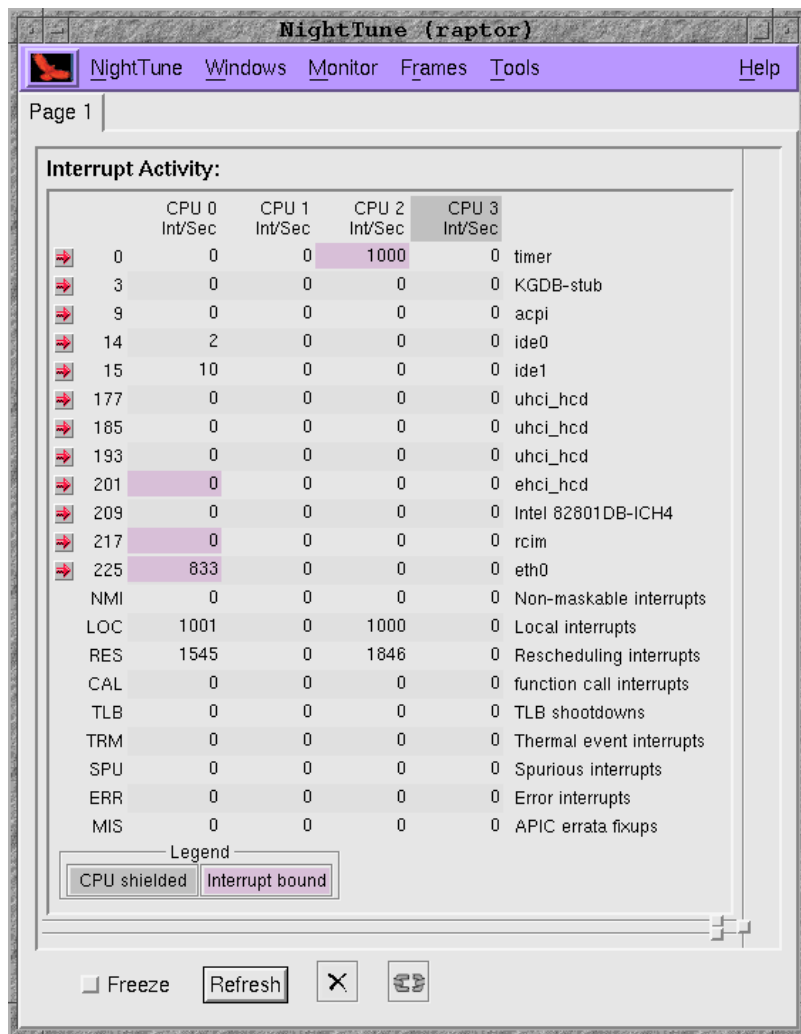 NightTune (raptor)
NightTune Windows Monitor Frames Tools Help
Page 1
Interrupt Activity:
CPU 0 CPU 1 CPU 2 CPU 3
Int/Sec Int/Sec Int/Sec Int/Sec
0 0 0 1000 0 timer
3 0 0 0 0 KGDB-stub
9 0 0 0 0 acpi
14 2 0 0 0 ide0
15 10 0 0 0 ide1
177 0 0 0 0 uhci_hcd
185 0 0 0 0 uhci_hcd
193 0 0 0 0 uhci_hcd
201 0 0 0 0 ehci_hcd
209 0 0 0 0 Intel 82801DB-ICH4
217 0 0 0 0 rcim
225 833 0 0 0 eth0
NMI 0 0 0 0 Non-maskable interrupts
LOC 1001 0 1000 0 Local interrupts
RES 1545 0 1846 0 Rescheduling interrupts
CAL 0 0 0 0 function call interrupts
TLB 0 0 0 0 TLB shootdowns
TRM 0 0 0 0 Thermal event interrupts
SPU 0 0 0 0 Spurious interrupts
ERR 0 0 0 0 Error interrupts
MIS 0 0 0 0 APIC errata fixups
Legend
CPU shielded Interrupt bound
Freeze Refresh